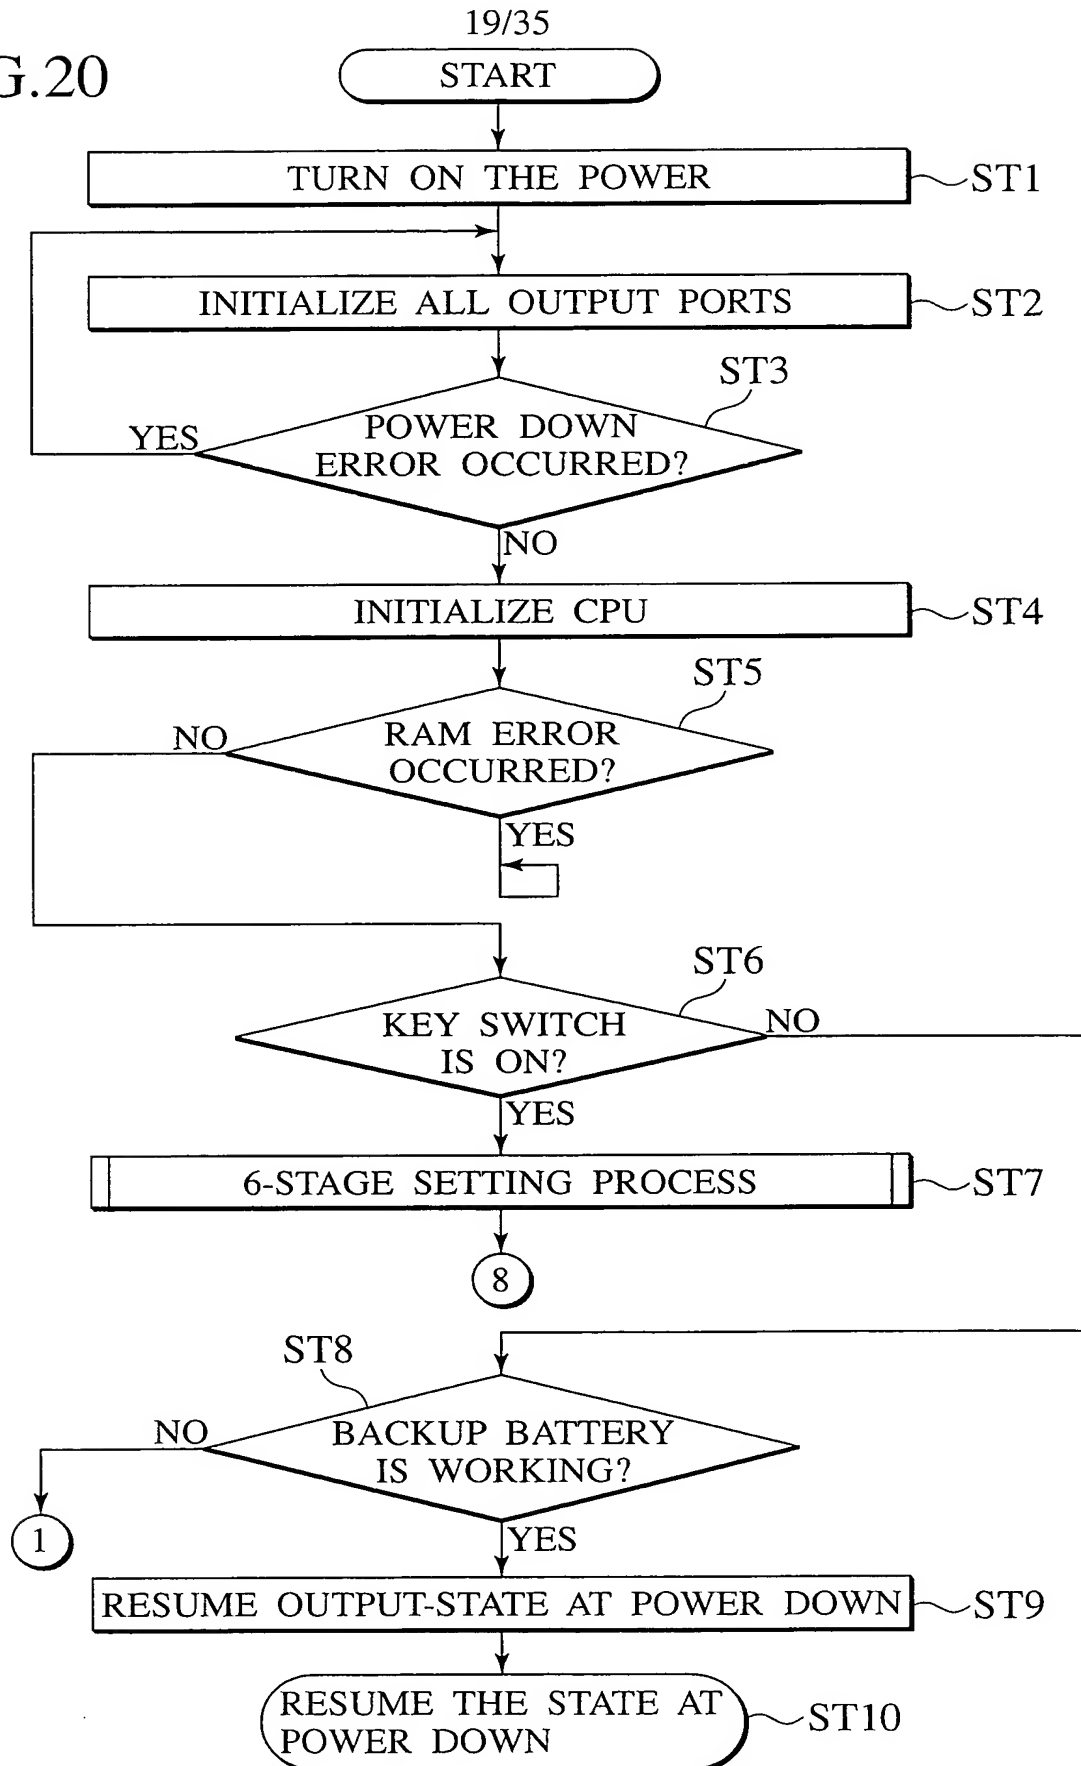 19/35
G.20
START
TURN ON THE POWER
ST1
INITIALIZE ALL OUTPUT PORTS
ST2
ST3
POWER DOWN
ERROR OCCURRED?
YES
NO
INITIALIZE CPU
ST4
ST5
RAM ERROR
OCCURRED?
NO
YES
ST6
KEY SWITCH
IS ON?
NO
YES
6-STAGE SETTING PROCESS
ST7
8
ST8
BACKUP BATTERY
IS WORKING?
NO
1
YES
RESUME OUTPUT-STATE AT POWER DOWN
ST9
RESUME THE STATE AT
POWER DOWN
ST10